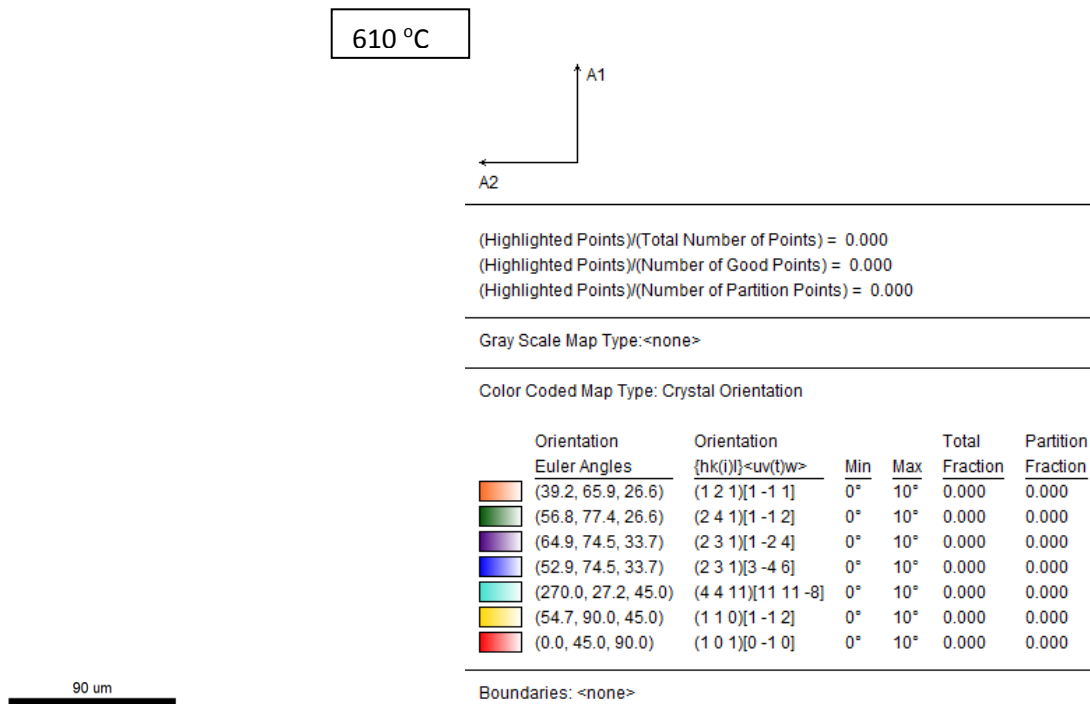 610 °C
A1
A2
(Highlighted Points)/(Total Number of Points) = 0.000
(Highlighted Points)/(Number of Good Points) = 0.000
(Highlighted Points)/(Number of Partition Points) = 0.000
Gray Scale Map Type:<none>
Color Coded Map Type: Crystal Orientation
Orientation Orientation Total Partition
Euler Angles {hk(i)l}<uv(t)w> Min Max Fraction Fraction
(39.2, 65.9, 26.6) (1 2 1)[1 -1 1] 0° 10° 0.000 0.000
(56.8, 77.4, 26.6) (2 4 1)[1 -1 2] 0° 10° 0.000 0.000
(64.9, 74.5, 33.7) (2 3 1)[1 -2 4] 0° 10° 0.000 0.000
(52.9, 74.5, 33.7) (2 3 1)[3 -4 6] 0° 10° 0.000 0.000
(270.0, 27.2, 45.0) (4 4 11)[11 11 -8] 0° 10° 0.000 0.000
(54.7, 90.0, 45.0) (1 1 0)[1 -1 2] 0° 10° 0.000 0.000
(0.0, 45.0, 90.0) (1 0 1)[0 -1 0] 0° 10° 0.000 0.000
90 um
Boundaries: <none>